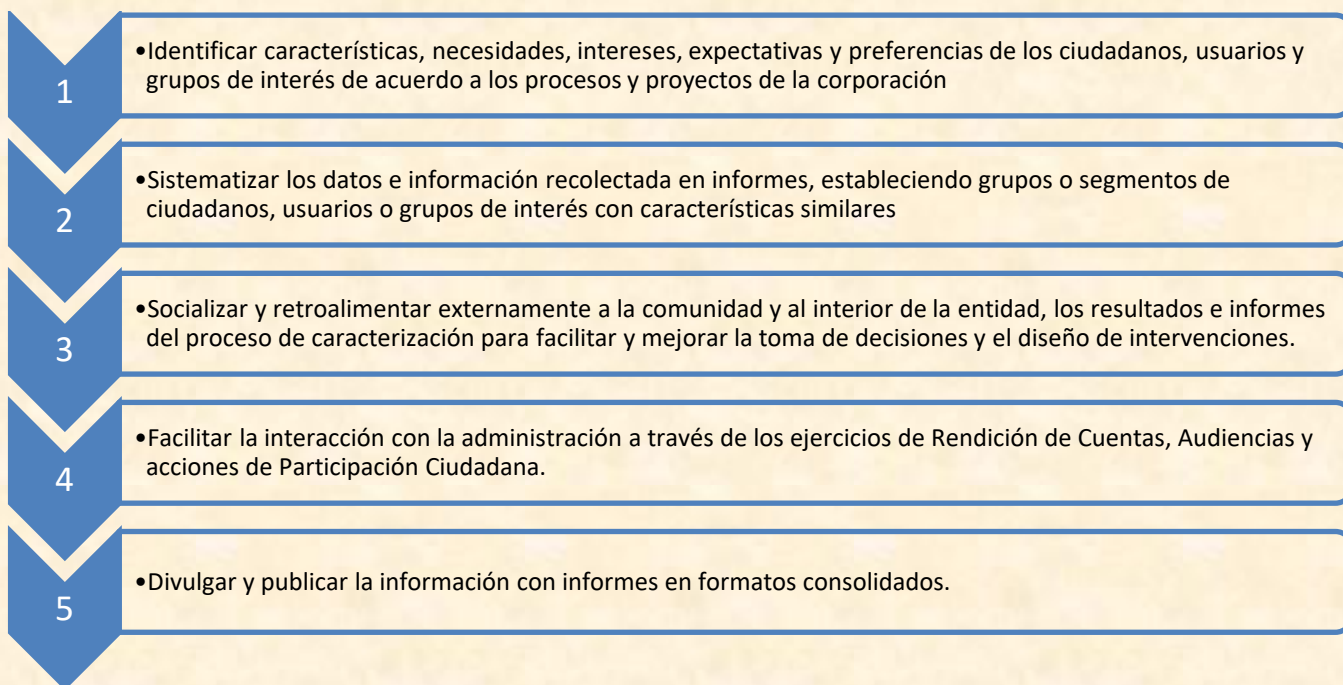 1
•Identificar características, necesidades, intereses, expectativas y preferencias de los ciudadanos, usuarios y
grupos de interés de acuerdo a los procesos y proyectos de la corporación
2
•Sistematizar los datos e información recolectada en informes, estableciendo grupos o segmentos de
ciudadanos, usuarios o grupos de interés con características similares
3
•Socializar y retroalimentar externamente a la comunidad y al interior de la entidad, los resultados e informes
del proceso de caracterización para facilitar y mejorar la toma de decisiones y el diseño de intervenciones.
4
•Facilitar la interacción con la administración a través de los ejercicios de Rendición de Cuentas, Audiencias y
acciones de Participación Ciudadana.
5
•Divulgar y publicar la información con informes en formatos consolidados.